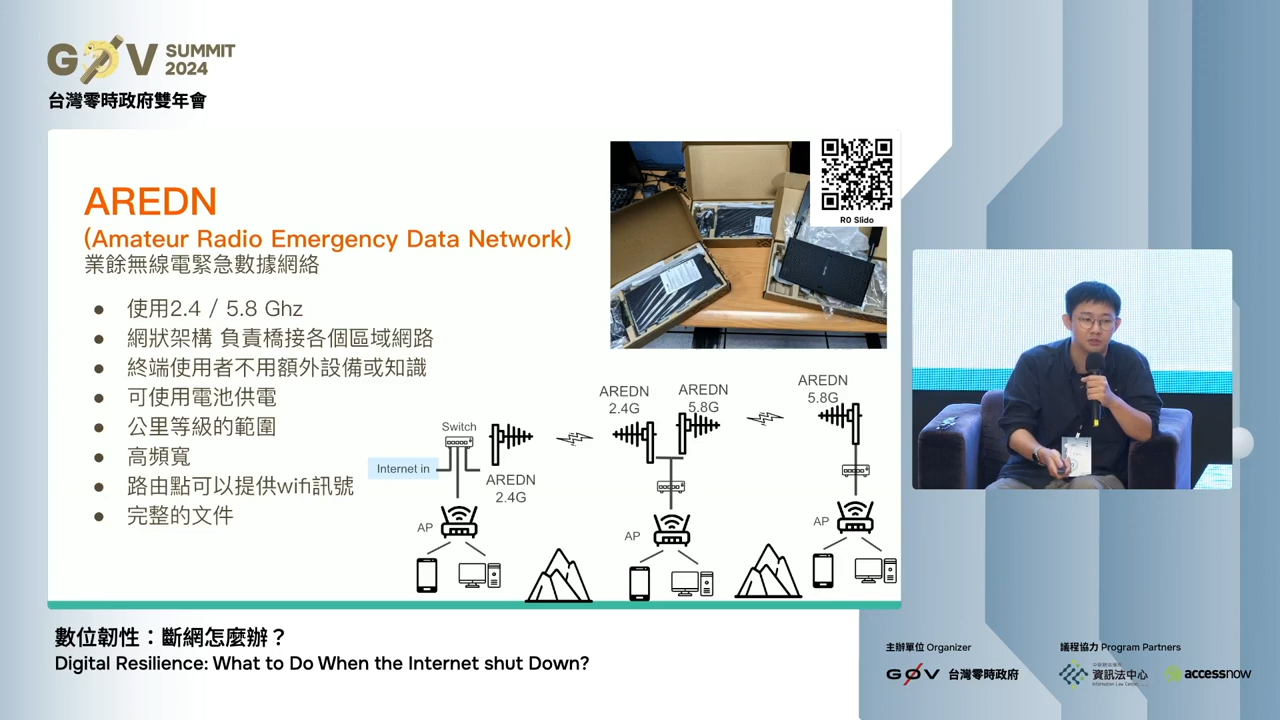 G0V SUMMIT 2024
台灣零時政府雙年會
AREDN
(Amateur Radio Emergency Data Network)
業餘無線電緊急數據網絡
● 使用2.4 / 5.8 Ghz
● 網狀架構 負責橋接各個區域網路
● 終端使用者不用額外設備或知識
● 可使用電池供電
● 公里等級的範圍
● 高頻寬
● 路由點可以提供wifi訊號
● 完整的文件
R0 Slido
Switch
Internet in
AREDN
2.4G
AP
AREDN
2.4G
AREDN
5.8G
AP
AREDN
5.8G
AP
數位韌性：斷網怎麼辦？
Digital Resilience: What to Do When the Internet shut Down?
主辦單位 Organizer
G0V 台灣零時政府
議程協力 Program Partners
資訊法中心
Information Law Center
accessnow